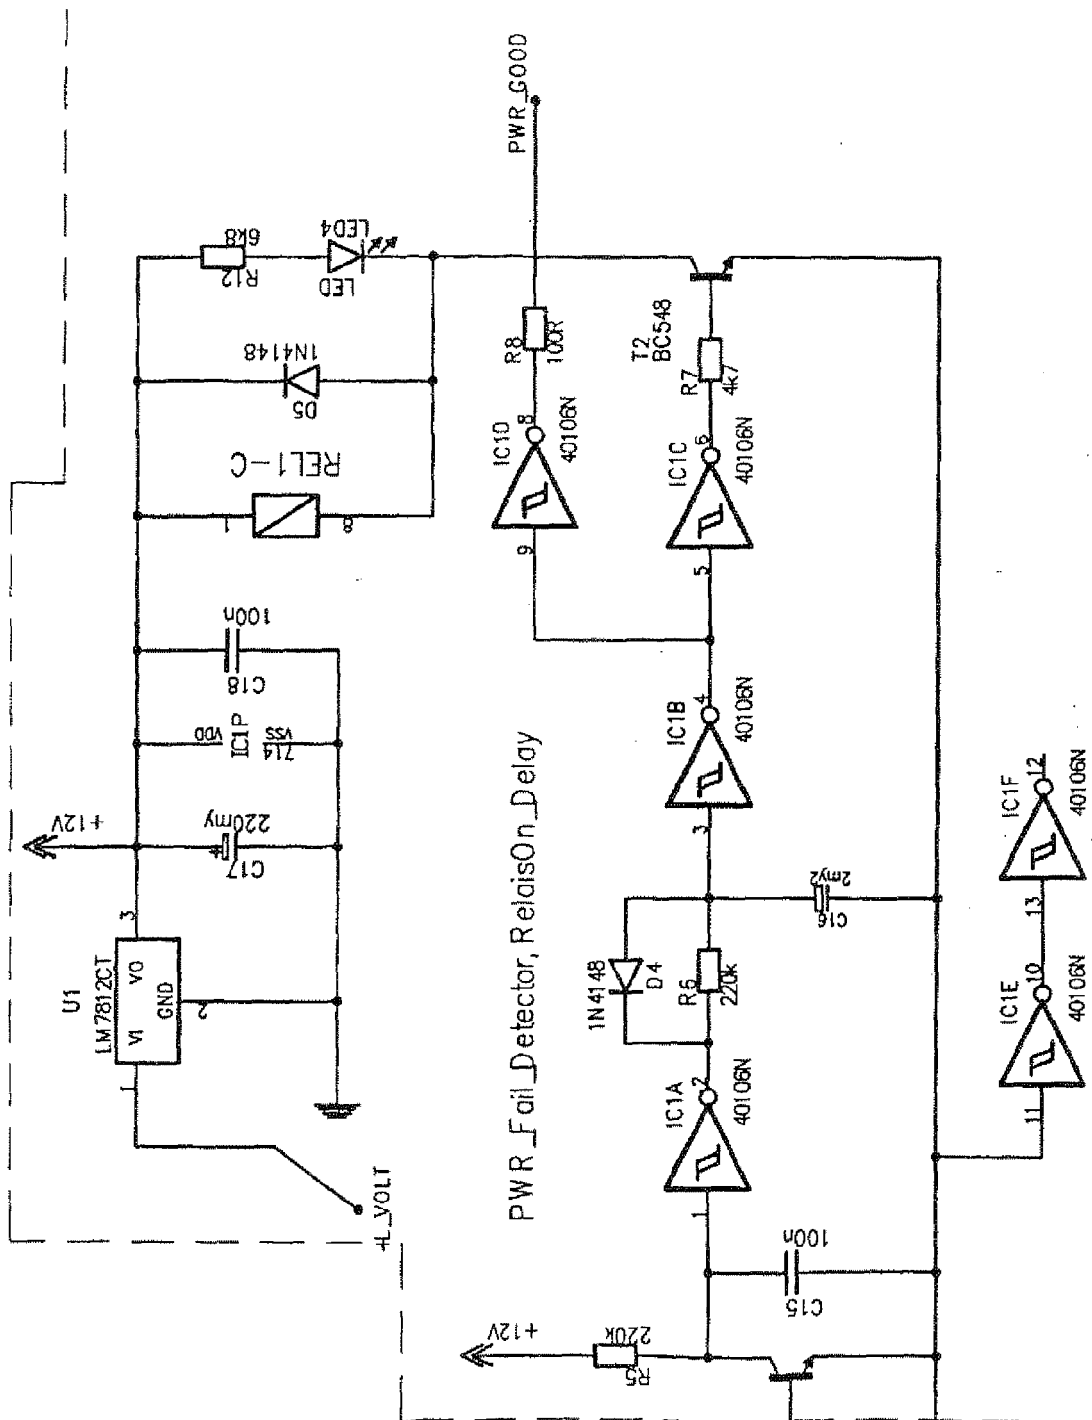 PWR_GOOD
R12
6k8
LED
LED4
D5
1N4148
REL1-C
1
8
C18
100n
IC1P
VDD
VSS
714
+12V
C17
220my
U1
LM7812CT
VI
VO
GND
1
2
3
+L_VOLT
PWR_Fail_Detector,RelaisOn_Delay
R8
100R
IC1D
40106N
9
8
T2
BC548
R7
4k7
IC1C
40106N
5
6
IC1B
40106N
3
4
1N4148
D4
R6
220k
C16
2my2
IC1A
40106N
1
2
C15
100n
+12V
R5
220k
IC1E
40106N
11
10
IC1F
40106N
13
12